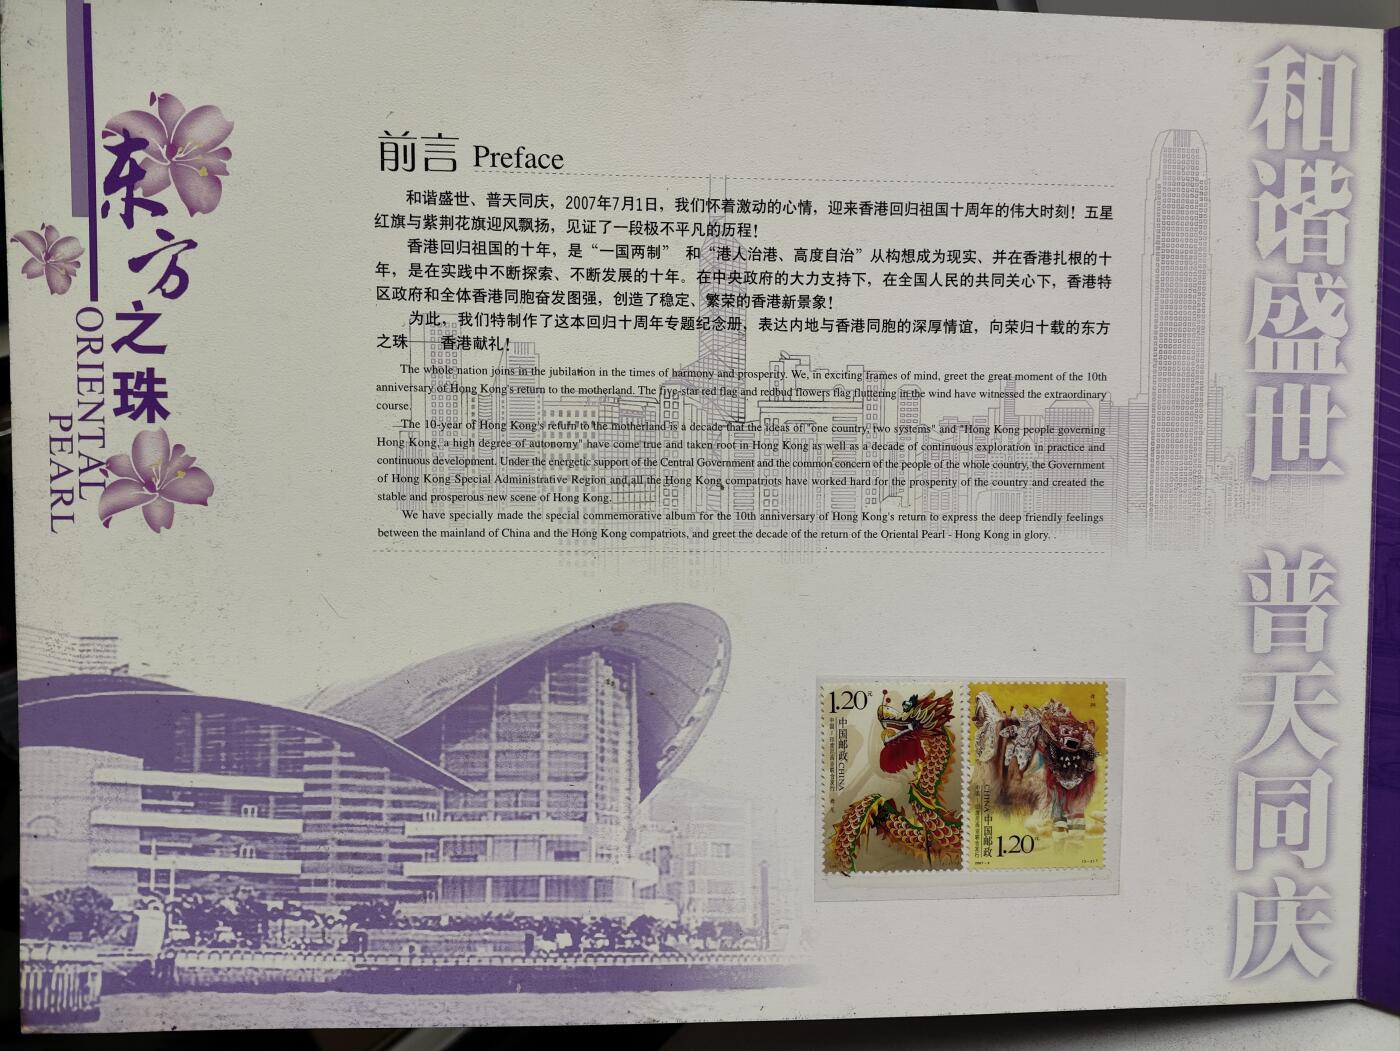 东方之珠
ORIENTAL
PEARL
前言 Preface
和谐盛世、普天同庆，2007年7月1日，我们怀着激动的心情，迎来香港回归祖国十周年的伟大时刻！五星
红旗与紫荆花旗迎风飘扬，见证了一段极不平凡的历程！
香港回归祖国的十年，是“一国两制” 和“港人治港、高度自治”从构想成为现实、并在香港扎根的十
年，是在实践中不断探索、不断发展的十年。在中央政府的大力支持下，在全国人民的共同关心下，香港特
区政府和全体香港同胞奋发图强，创造了稳定、繁荣的香港新景象！
为此，我们特制作了这本回归十周年专题纪念册，表达内地与香港同胞的深厚情谊，向荣归十载的东方
之珠——香港献礼！
The whole nation joins in the jubilation in the times of harmony and prosperity. We, in exciting frames of mind, greet the great moment of the 10th
anniversary of Hong Kong's return to the motherland. The five-star red flag and redbud flowers flag fluttering in the wind have witnessed the extraordinary
course.
The 10-year of Hong Kong's return to the motherland is a decade that the ideas of "one country, two systems" and "Hong Kong people governing
Hong Kong, a high degree of autonomy" have come true and taken root in Hong Kong as well as a decade of continuous exploration in practice and
continuous development. Under the energetic support of the Central Government and the common concern of the people of the whole country, the Government
of Hong Kong Special Administrative Region and all the Hong Kong compatriots have worked hard for the prosperity of the country and created the
stable and prosperous new scene of Hong Kong.
We have specially made the special commemorative album for the 10th anniversary of Hong Kong's return to express the deep friendly feelings
between the mainland of China and the Hong Kong compatriots, and greet the decade of the return of the Oriental Pearl - Hong Kong in glory. .
和谐盛世 普天同庆
1.20元
中国邮政 CHINA
CHINA 中国邮政
1.20